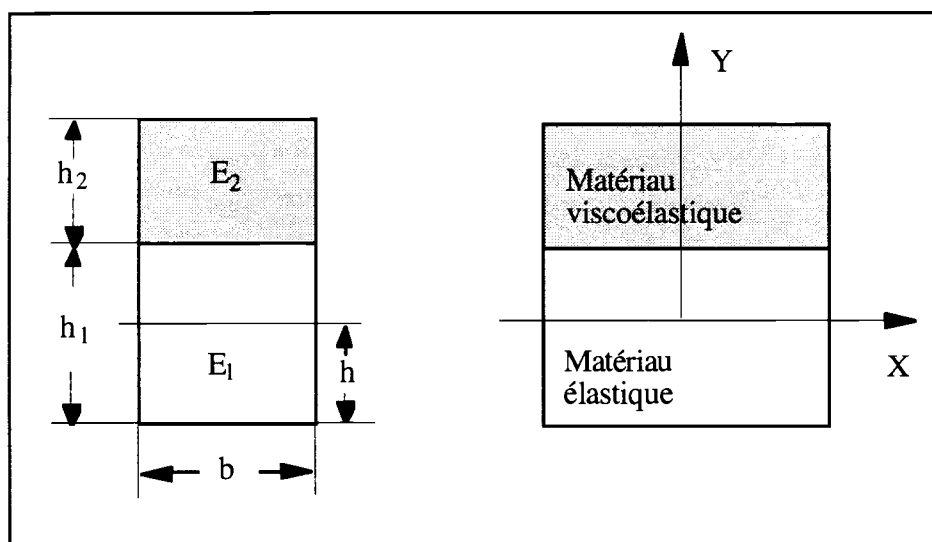 h₂
E₂
h₁
E₁
h
b
Y
Matériau
viscoélastique
X
Matériau
élastique